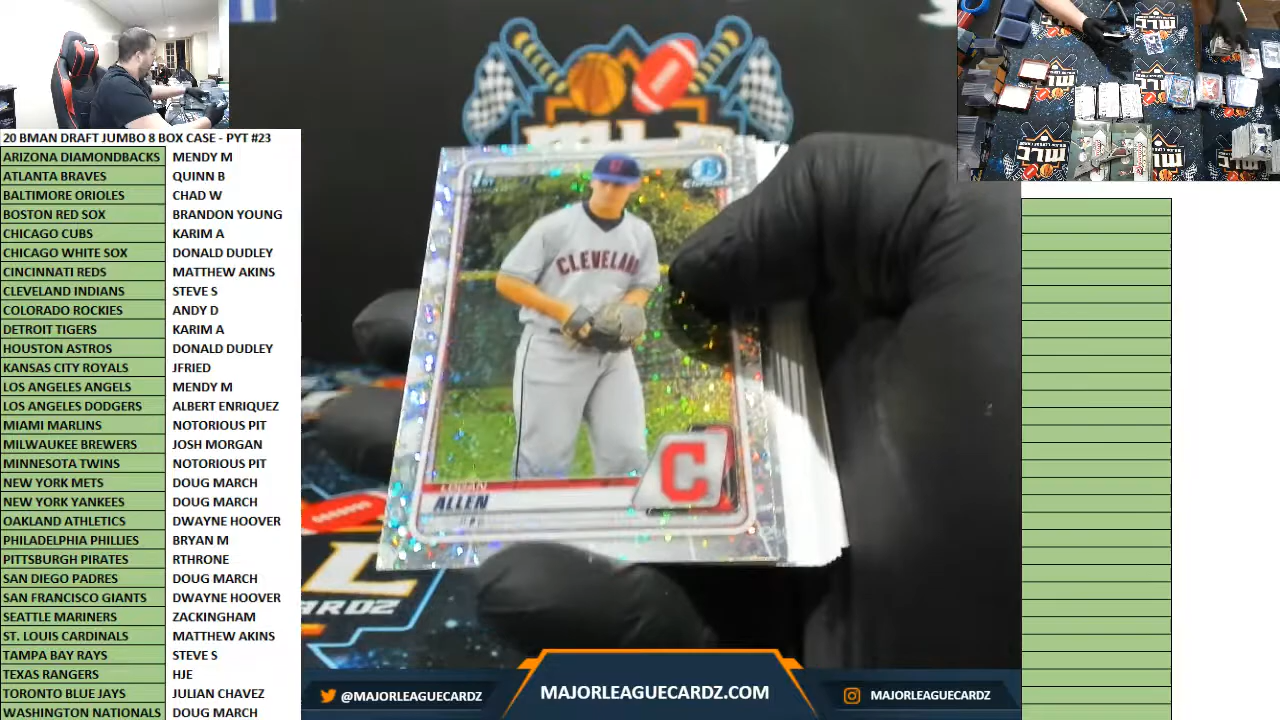 20 BMAN DRAFT JUMBO 8 BOX CASE - PYT #23
ARIZONA DIAMONDBACKS MENDY M
ATLANTA BRAVES QUINN B
BALTIMORE ORIOLES CHAD W
BOSTON RED SOX BRANDON YOUNG
CHICAGO CUBS KARIM A
CHICAGO WHITE SOX DONALD DUDLEY
CINCINNATI REDS MATTHEW AKINS
CLEVELAND INDIANS STEVE S
COLORADO ROCKIES ANDY D
DETROIT TIGERS KARIM A
HOUSTON ASTROS DONALD DUDLEY
KANSAS CITY ROYALS JFRIED
LOS ANGELES ANGELS MENDY M
LOS ANGELES DODGERS ALBERT ENRIQUEZ
MIAMI MARLINS NOTORIOUS PIT
MILWAUKEE BREWERS JOSH MORGAN
MINNESOTA TWINS NOTORIOUS PIT
NEW YORK METS DOUG MARCH
NEW YORK YANKEES DOUG MARCH
OAKLAND ATHLETICS DWAYNE HOOVER
PHILADELPHIA PHILLIES BRYAN M
PITTSBURGH PIRATES RTHRONE
SAN DIEGO PADRES DOUG MARCH
SAN FRANCISCO GIANTS DWAYNE HOOVER
SEATTLE MARINERS ZACKINGHAM
ST. LOUIS CARDINALS MATTHEW AKINS
TAMPA BAY RAYS STEVE S
TEXAS RANGERS HJE
TORONTO BLUE JAYS JULIAN CHAVEZ
WASHINGTON NATIONALS DOUG MARCH
1ST
CLEVELAND
C
LOGAN
ALLEN
@MAJORLEAGUECARDZ
MAJORLEAGUECARDZ.COM
MAJORLEAGUECARDZ